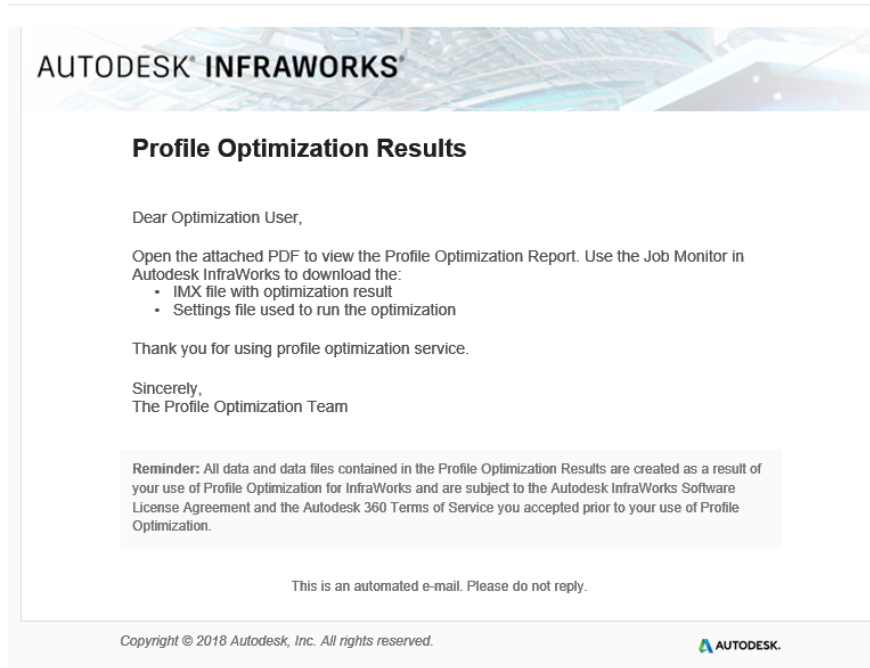 AUTODESK® INFRAWORKS®
Profile Optimization Results
Dear Optimization User,
Open the attached PDF to view the Profile Optimization Report. Use the Job Monitor in
Autodesk InfraWorks to download the:
• IMX file with optimization result
• Settings file used to run the optimization
Thank you for using profile optimization service.
Sincerely,
The Profile Optimization Team
Reminder: All data and data files contained in the Profile Optimization Results are created as a result of
your use of Profile Optimization for InfraWorks and are subject to the Autodesk InfraWorks Software
License Agreement and the Autodesk 360 Terms of Service you accepted prior to your use of Profile
Optimization.
This is an automated e-mail. Please do not reply.
Copyright © 2018 Autodesk, Inc. All rights reserved.
AUTODESK.